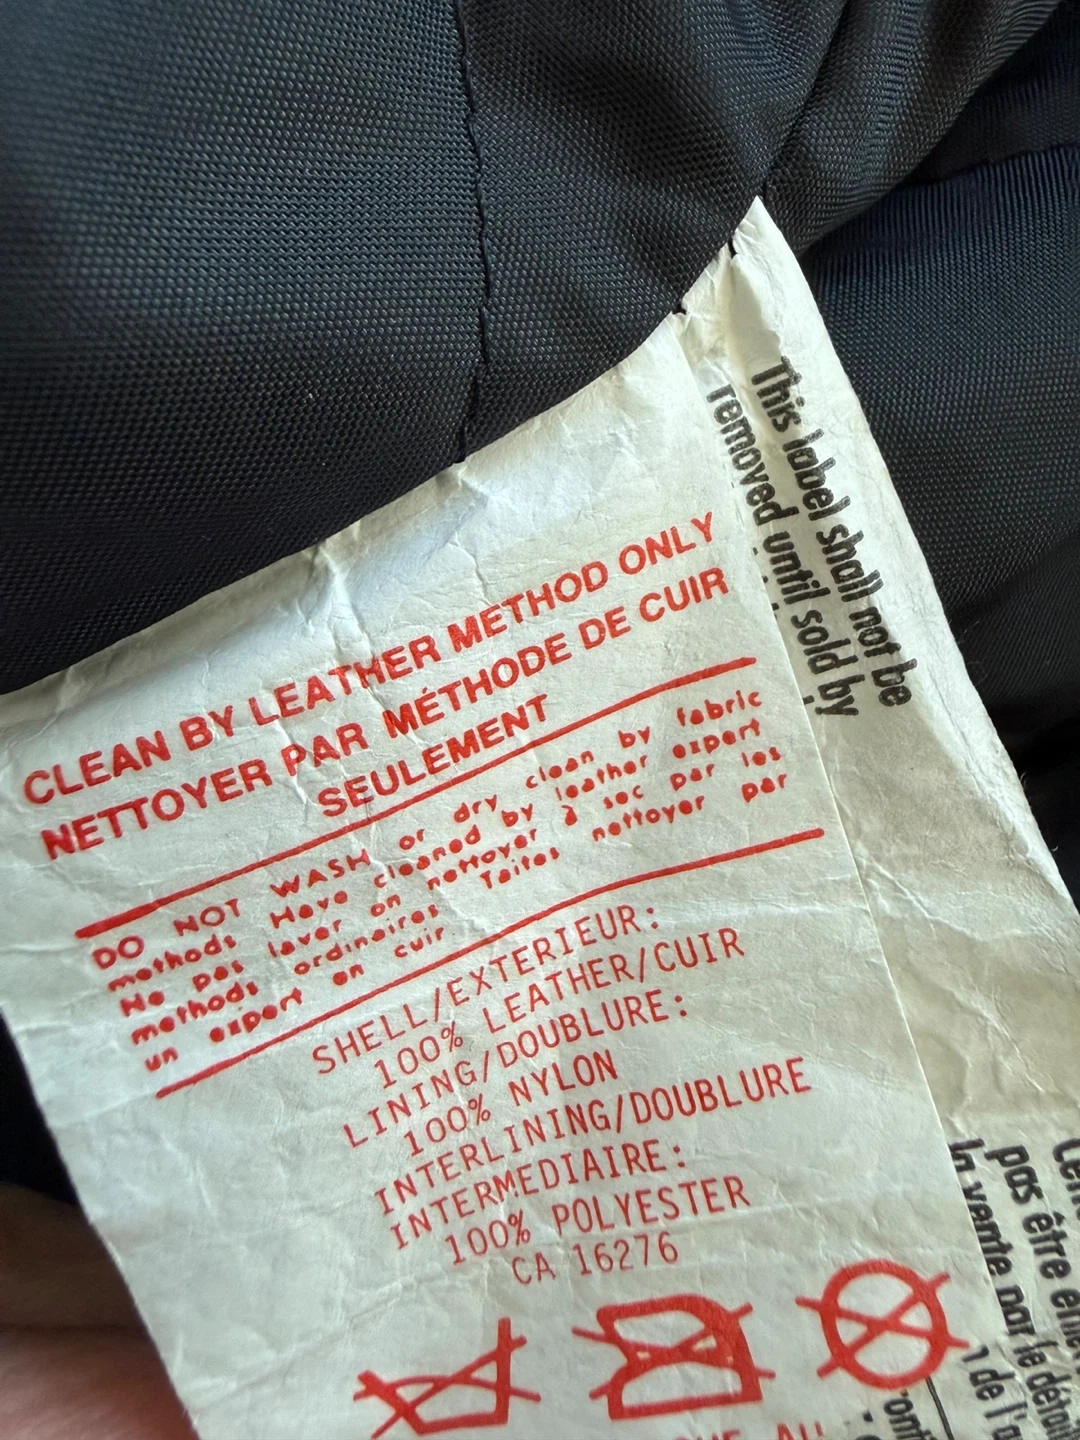 CLEAN BY LEATHER METHOD ONLY
NETTOYER PAR MÉTHODE DE CUIR
SEULEMENT
DO NOT WASH or dry clean by fabric
methods Have cleaned by leather expert
Ne pas laver on nettoyer à sec par les
methods ordinaires Taites nettoyer par
un expert en cuir
SHELL/EXTERIEUR:
100% LEATHER/CUIR
LINING/DOUBLURE:
100% NYLON
INTERLINING/DOUBLURE
INTERMEDIAIRE:
100% POLYESTER
CA 16276
This label shall not be
removed until sold by
pas être
la vente par le
de